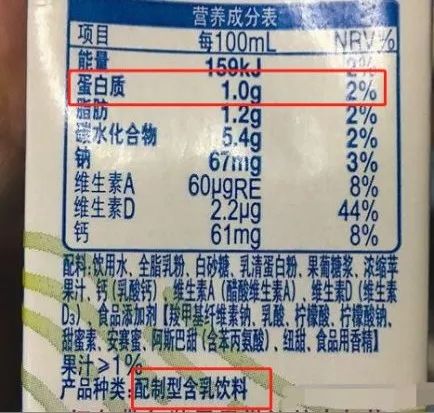 营养成分表
项目 每100mL NRV%
能量 159kJ 2%
蛋白质 1.0g 2%
脂肪 1.2g 2%
碳水化合物 5.4g 2%
钠 67mg 3%
维生素A 60μgRE 8%
维生素D 2.2μg 44%
钙 61mg 8%
配料:饮用水、全脂乳粉、白砂糖、乳清蛋白粉、果葡糖浆、浓缩苹
果汁、钙(乳酸钙)、维生素A(醋酸维生素A)、维生素D(维生素
D₃)、食品添加剂【羧甲基纤维素钠、乳酸、柠檬酸、柠檬酸钠、
甜蜜素、安赛蜜、阿斯巴甜(含苯丙氨酸)、纽甜、食品用香精】
果汁≥1%
产品种类:配制型含乳饮料